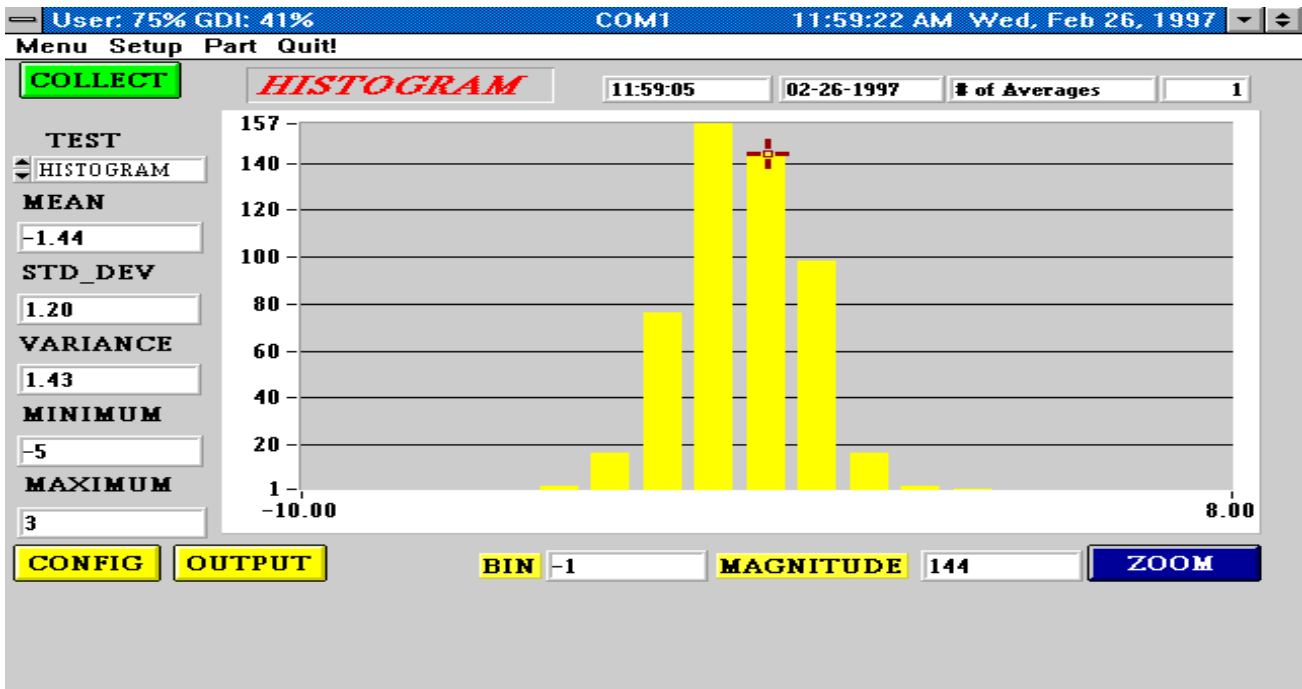 User: 75% GDI: 41% COM1 11:59:22 AM Wed, Feb 26, 1997
Menu Setup Part Quit!
COLLECT HISTOGRAM 11:59:05 02-26-1997 # of Averages 1
TEST
HISTOGRAM
MEAN
-1.44
STD_DEV
1.20
VARIANCE
1.43
MINIMUM
-5
MAXIMUM
3
157
140
120
100
80
60
40
20
1
-10.00 8.00
CONFIG OUTPUT BIN -1 MAGNITUDE 144 ZOOM